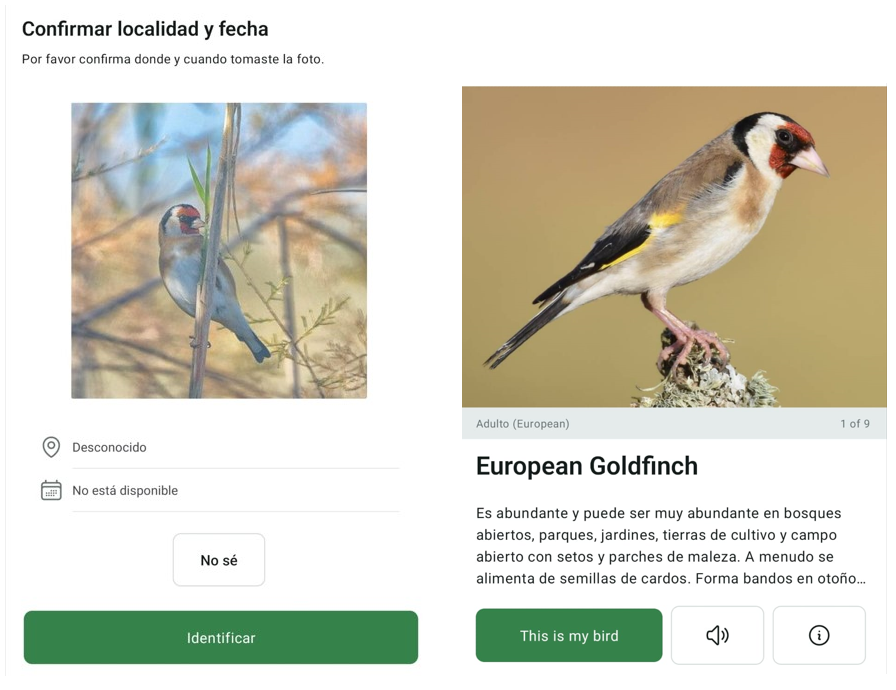 Confirmar localidad y fecha
Por favor confirma donde y cuando tomaste la foto.
Desconocido
No está disponible
No sé
Identificar
Adulto (European)
1 of 9
European Goldfinch
Es abundante y puede ser muy abundante en bosques
abiertos, parques, jardines, tierras de cultivo y campo
abierto con setos y parches de maleza. A menudo se
alimenta de semillas de cardos. Forma bandos en otoño...
This is my bird